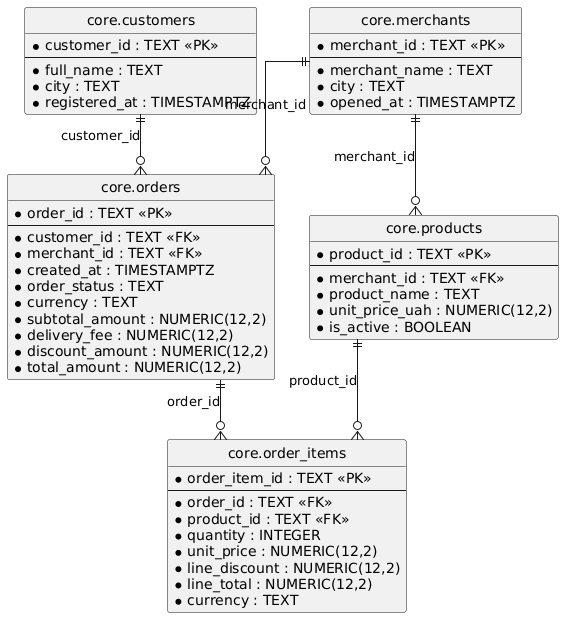 core.customers
customer_id : TEXT «PK»
full_name : TEXT
city : TEXT
registered_at : TIMESTAMPTZ
core.merchants
merchant_id : TEXT «PK»
merchant_name : TEXT
city : TEXT
opened_at : TIMESTAMPTZ
customer_id
merchant_id
merchant_id
core.orders
order_id : TEXT «PK»
customer_id : TEXT «FK»
merchant_id : TEXT «FK»
created_at : TIMESTAMPTZ
order_status : TEXT
currency : TEXT
subtotal_amount : NUMERIC(12,2)
delivery_fee : NUMERIC(12,2)
discount_amount : NUMERIC(12,2)
total_amount : NUMERIC(12,2)
core.products
product_id : TEXT «PK»
merchant_id : TEXT «FK»
product_name : TEXT
unit_price_uah : NUMERIC(12,2)
is_active : BOOLEAN
order_id
product_id
core.order_items
order_item_id : TEXT «PK»
order_id : TEXT «FK»
product_id : TEXT «FK»
quantity : INTEGER
unit_price : NUMERIC(12,2)
line_discount : NUMERIC(12,2)
line_total : NUMERIC(12,2)
currency : TEXT